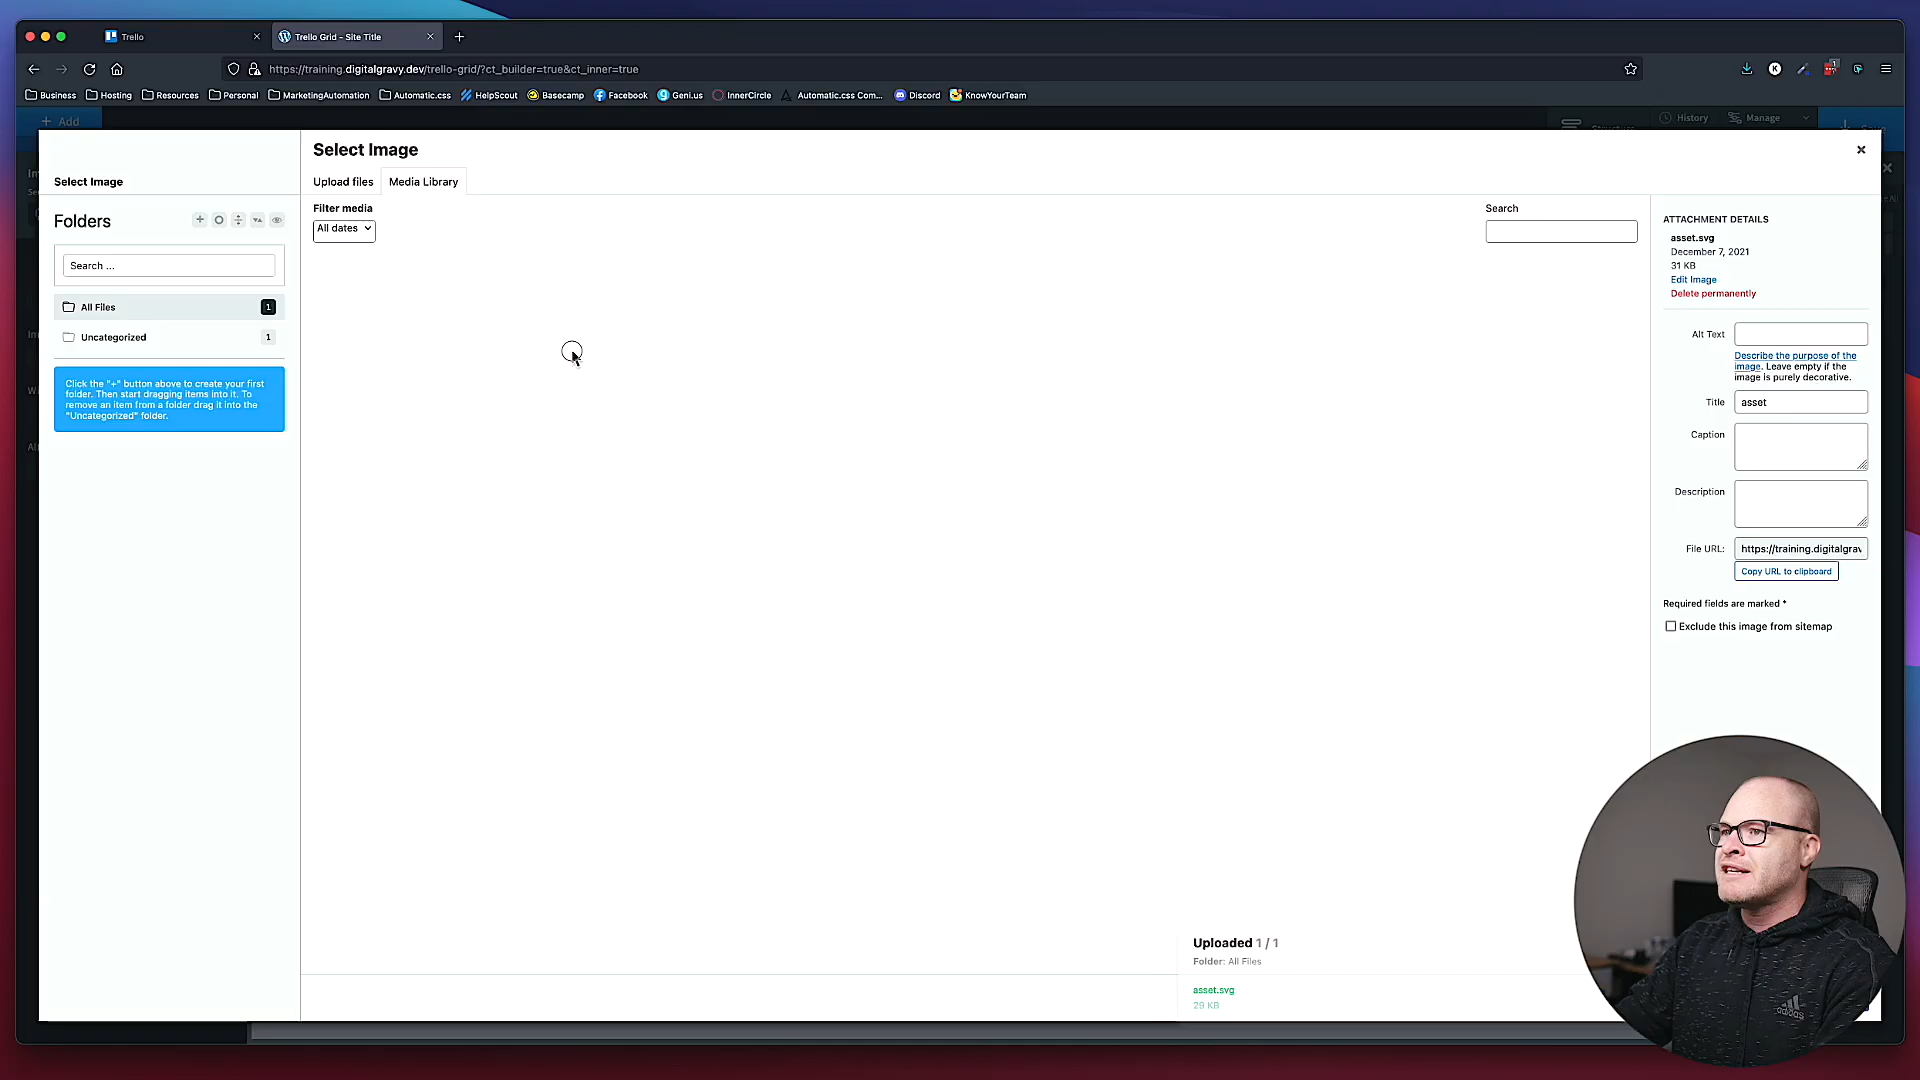 Trello
Trello Grid - Site Title
https://training.digitalgravy.dev/trello-grid/?ct_builder=true&ct_inner=true
Business
Hosting
Resources
Personal
MarketingAutomation
Automatic.css
HelpScout
Basecamp
Facebook
Geni.us
InnerCircle
Automatic.css Com...
Discord
KnowYourTeam
+ Add
History
Manage
Select Image
Folders
Search ...
All Files
1
Uncategorized
1
Click the "+" button above to create your first
folder. Then start dragging items into it. To
remove an item from a folder drag it into the
"Uncategorized" folder.
Select Image
Upload files
Media Library
Filter media
All dates
Search
ATTACHMENT DETAILS
asset.svg
December 7, 2021
31 KB
Edit Image
Delete permanently
Alt Text
Describe the purpose of the
image. Leave empty if the
image is purely decorative.
Title
asset
Caption
Description
File URL:
https://training.digitalgrav
Copy URL to clipboard
Required fields are marked *
Exclude this image from sitemap
Uploaded 1 / 1
Folder: All Files
asset.svg
29 KB
adidas